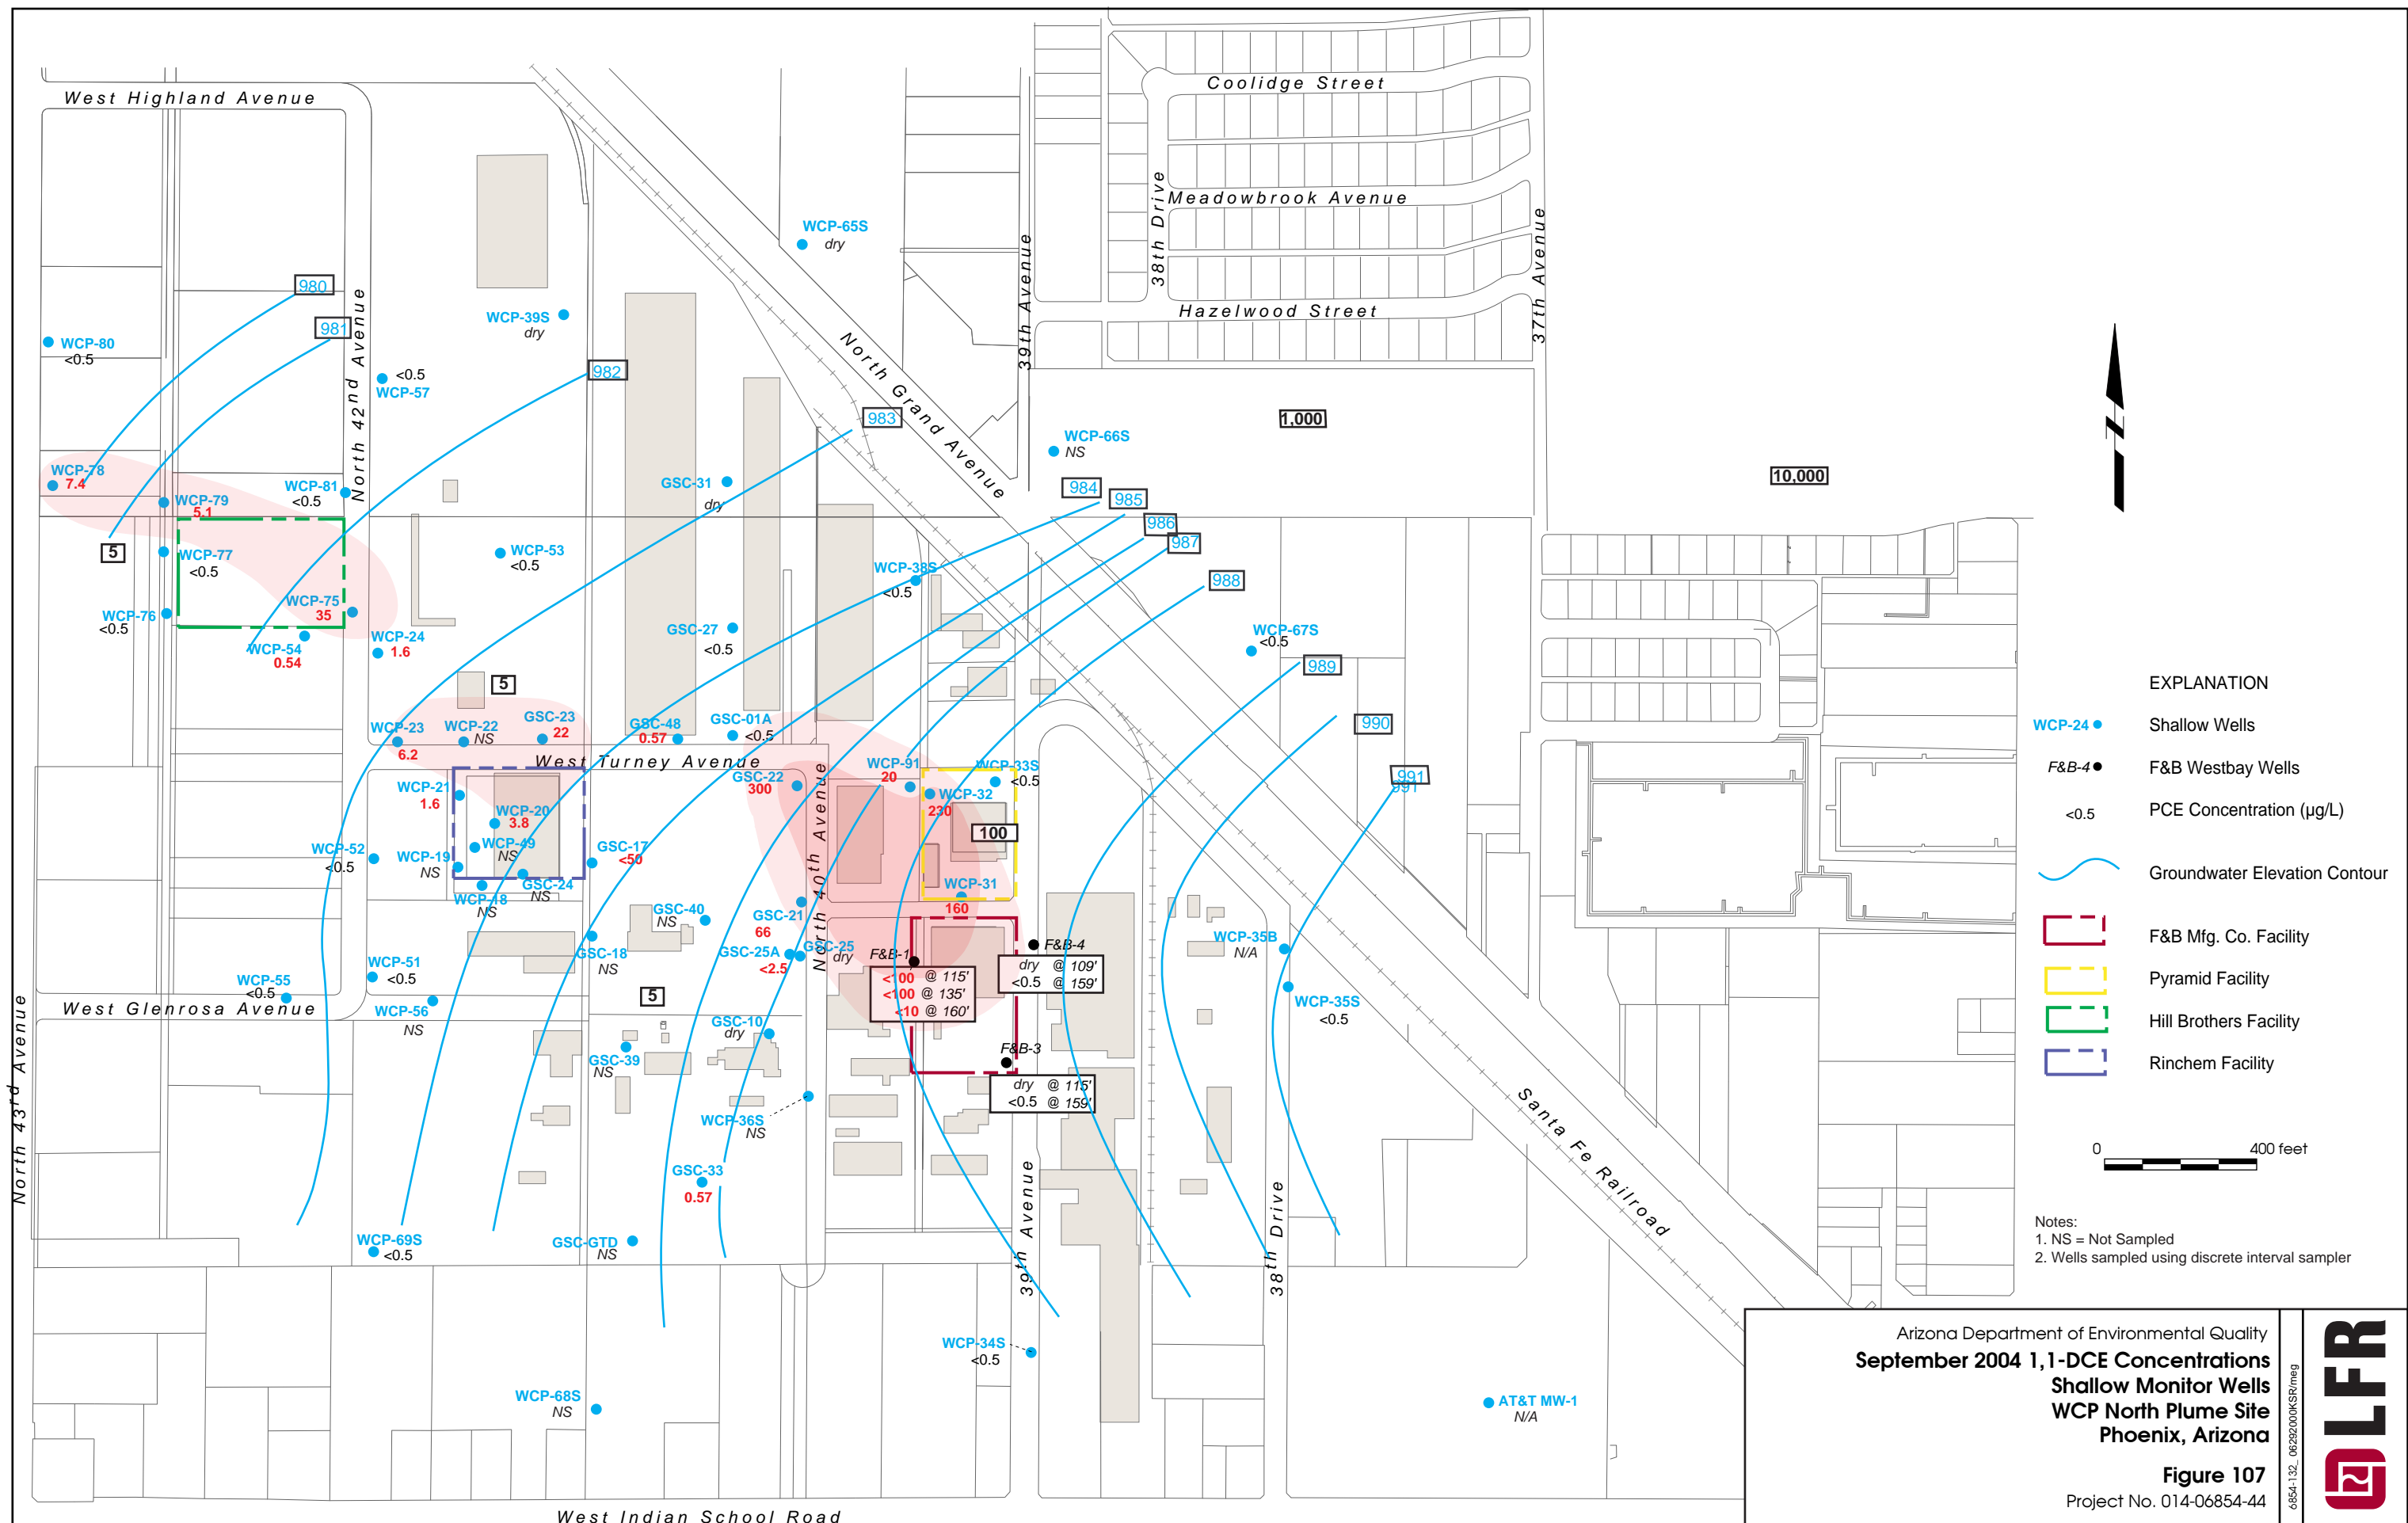 Coolidge Street
West Highland Avenue
Meadowbrook Avenue
38th Drive
WCP-65S
dry
39th Avenue
37th Avenue
980
Hazelwood Street
WCP-39S
dry
981
North 42nd Avenue
WCP-80
<0.5
North Grand Avenue
982
<0.5
WCP-57
983
1,000
WCP-66S
NS
WCP-78
7.4
10,000
GSC-31
dry
WCP-81
<0.5
984
985
WCP-79
5.1
986
987
5
WCP-77
<0.5
WCP-53
<0.5
WCP-38S
<0.5
988
WCP-75
35
WCP-76
<0.5
WCP-24
1.6
GSC-27
<0.5
WCP-67S
<0.5
WCP-54
0.54
989
5
990
WCP-23
6.2
WCP-22
NS
GSC-23
22
GSC-48
0.57
GSC-01A
<0.5
West Turney Avenue
WCP-91
20
WCP-33S
<0.5
GSC-22
300
991
991
WCP-21
1.6
WCP-32
230
WCP-20
3.8
100
North 40th Avenue
WCP-52
<0.5
WCP-49
NS
GSC-17
<50
WCP-19
NS
GSC-24
NS
WCP-18
NS
WCP-31
160
GSC-40
NS
GSC-21
66
GSC-18
NS
GSC-25A
<2.5
GSC-25
dry
F&B-1
<100 @ 115'
<100 @ 135'
<10 @ 160'
F&B-4
dry @ 109'
<0.5 @ 159'
WCP-35B
N/A
WCP-51
<0.5
WCP-55
<0.5
5
WCP-35S
<0.5
West Glenrosa Avenue
WCP-56
NS
GSC-10
dry
GSC-39
NS
F&B-3
dry @ 115'
<0.5 @ 159'
North 43rd Avenue
WCP-36S
NS
Santa Fe Railroad
GSC-33
0.57
39th Avenue
38th Drive
WCP-69S
<0.5
GSC-GTD
NS
WCP-34S
<0.5
WCP-68S
NS
AT&T MW-1
N/A
West Indian School Road
EXPLANATION
WCP-24 Shallow Wells
F&B-4 F&B Westbay Wells
<0.5 PCE Concentration (µg/L)
Groundwater Elevation Contour
F&B Mfg. Co. Facility
Pyramid Facility
Hill Brothers Facility
Rinchem Facility
0 400 feet
Notes:
1. NS = Not Sampled
2. Wells sampled using discrete interval sampler
Arizona Department of Environmental Quality
September 2004 1,1-DCE Concentrations
Shallow Monitor Wells
WCP North Plume Site
Phoenix, Arizona
Figure 107
Project No. 014-06854-44
6854-132_ 06292000KSR/meg
LFR